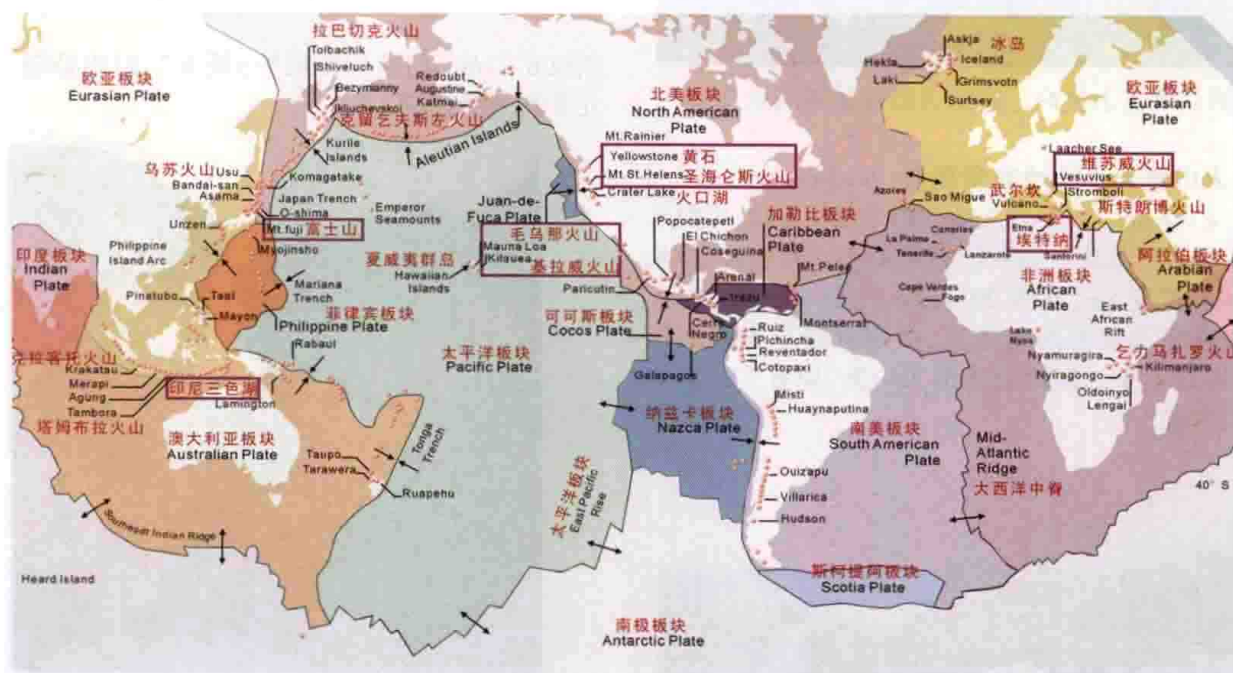 拉巴切克火山
Tolbachik
Shiveluch
Bezymianny
克留乞夫斯左火山
Kurile
Islands
Komagatake
欧亚板块
Eurasian Plate
Redoubt
Augustine
Katmai
Aleutian Islands
乌苏火山
Usu
Bandai-san
Asama
Japan Trench
O-shima
Unzen
Mt.fuji 富士山
Myojinsho
Emperor
Seamounts
印度板块
Indian
Plate
Philippine
Island Arc
Pinatubo
Taal
Mayon
Mariana
Trench
菲律宾板块
Philippine Plate
Rabaul
夏威夷群岛
Hawaiian
Islands
毛乌那火山
Mauna Loa
Kilauea
基拉威火山
太平洋板块
Pacific Plate
克拉客托火山
Krakatau
Merapi
Agung
Tambora
塔姆布拉火山
印尼三色湖
Lamington
澳大利亚板块
Australian Plate
Taupo
Tarawera
Ruapehu
Tonga
Trench
Southeast Indian Ridge
Heard Island
太平洋板块
East Pacific
Rise
北美板块
North American
Plate
Mt.Rainier
Yellowstone 黄石
Mt.St.Helens 圣海仑斯火山
Crater Lake 火口湖
Juan-de-
Fuca Plate
Popocatepetl
El Chichon
Coseguina
Arenal
Irazu
Paricutin
加勒比板块
Caribbean
Plate
Mt.Pelee
Montserrat
可可斯板块
Cocos Plate
Cerro
Negro
Galapagos
Ruiz
Pichincha
Reventador
Cotopaxi
纳兹卡板块
Nazca Plate
Misti
Huaynaputina
南美板块
South American
Plate
Ouizapu
Villarica
Hudson
斯柯提阿板块
Scotia Plate
南极板块
Antarctic Plate
Askja
冰岛
Iceland
Hekla
Laki
Grimsvotn
Surtsey
欧亚板块
Eurasian
Plate
Laacher See
维苏威火山
Vesuvius
Stromboli
武尔坎
Vulcano
斯特朗博火山
Etna
埃特纳
Santorini
Azores
Sao Migue
Canaries
La Palma
Tenerife
Lanzarote
Cape Verdes
Fogo
非洲板块
African
Plate
阿拉伯板块
Arabian
Plate
East
African
Rift
Lake
Nyos
Nyamuragira
Nyiragongo
乞力马扎罗火山
Kilimanjaro
Oldoinyo
Lengai
Mid-
Atlantic
Ridge
大西洋中脊
40° S